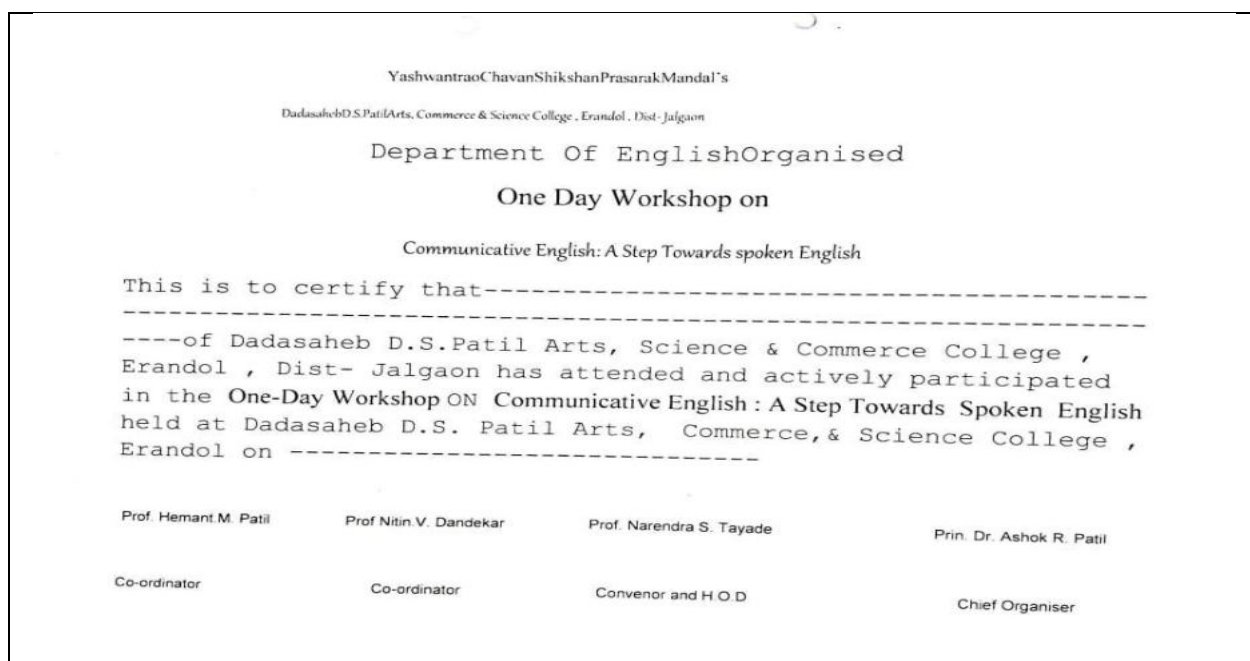 YashwantraoChavanShikshanPrasarakMandal`s
DadasahebD.S.PatilArts, Commerce & Science College , Erandol , Dist- Jalgaon
Department Of EnglishOrganised
One Day Workshop on
Communicative English: A Step Towards spoken English
This is to certify that------------------------------------------
-----------------------------------------------------------------
----of Dadasaheb D.S.Patil Arts, Science & Commerce College ,
Erandol , Dist- Jalgaon has attended and actively participated
in the One-Day Workshop ON Communicative English : A Step Towards Spoken English
held at Dadasaheb D.S. Patil Arts, Commerce,& Science College ,
Erandol on ------------------------------
Prof. Hemant.M. Patil Prof Nitin.V. Dandekar Prof. Narendra S. Tayade Prin. Dr. Ashok R. Patil
Co-ordinator Co-ordinator Convenor and H O D Chief Organiser